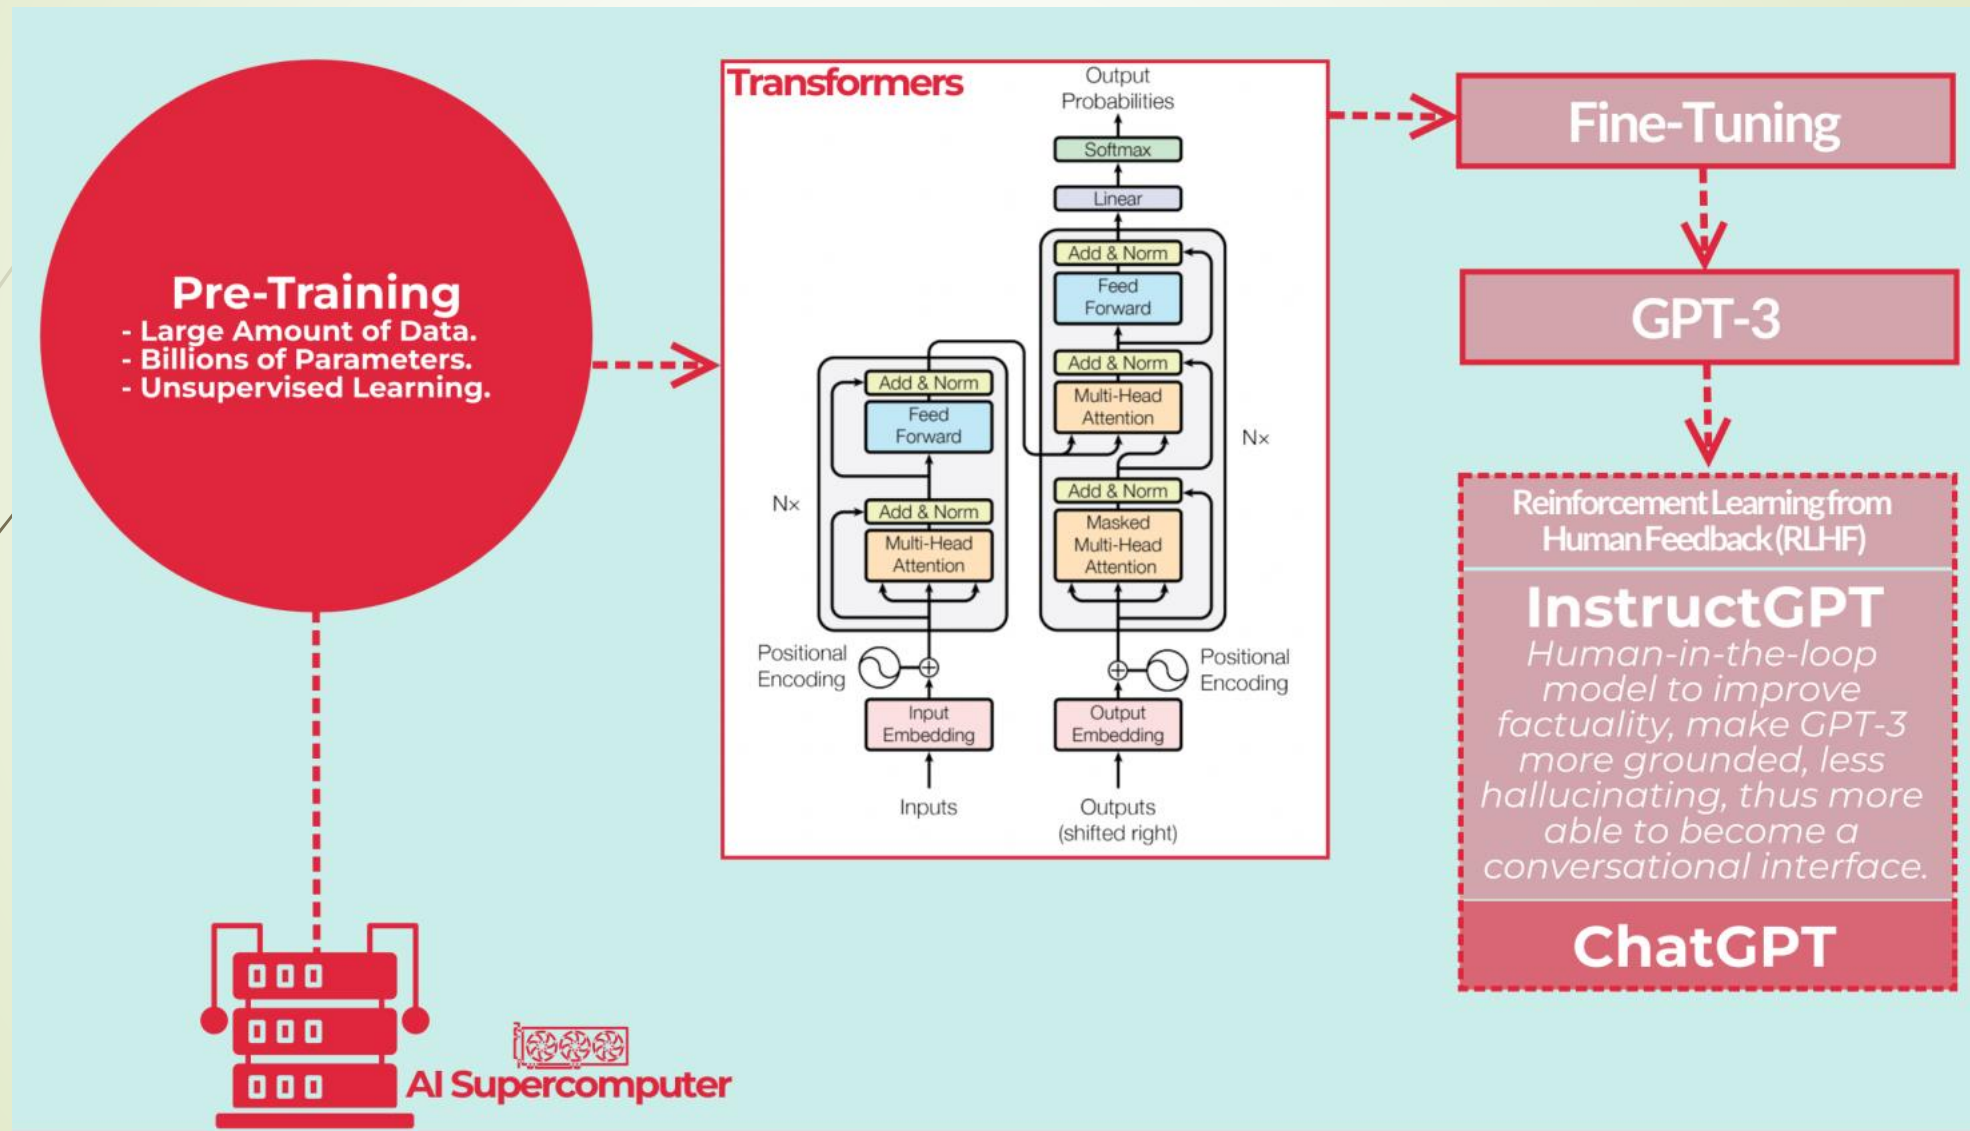 Pre-Training
- Large Amount of Data.
- Billions of Parameters.
- Unsupervised Learning.
AI Supercomputer
Transformers
Output
Probabilities
Softmax
Linear
Add & Norm
Feed
Forward
Add & Norm
Multi-Head
Attention
Add & Norm
Masked
Multi-Head
Attention
Nx
Add & Norm
Feed
Forward
Add & Norm
Multi-Head
Attention
Nx
Positional
Encoding
Positional
Encoding
Input
Embedding
Output
Embedding
Inputs
Outputs
(shifted right)
Fine-Tuning
GPT-3
Reinforcement Learning from
Human Feedback (RLHF)
InstructGPT
Human-in-the-loop
model to improve
factuality, make GPT-3
more grounded, less
hallucinating, thus more
able to become a
conversational interface.
ChatGPT